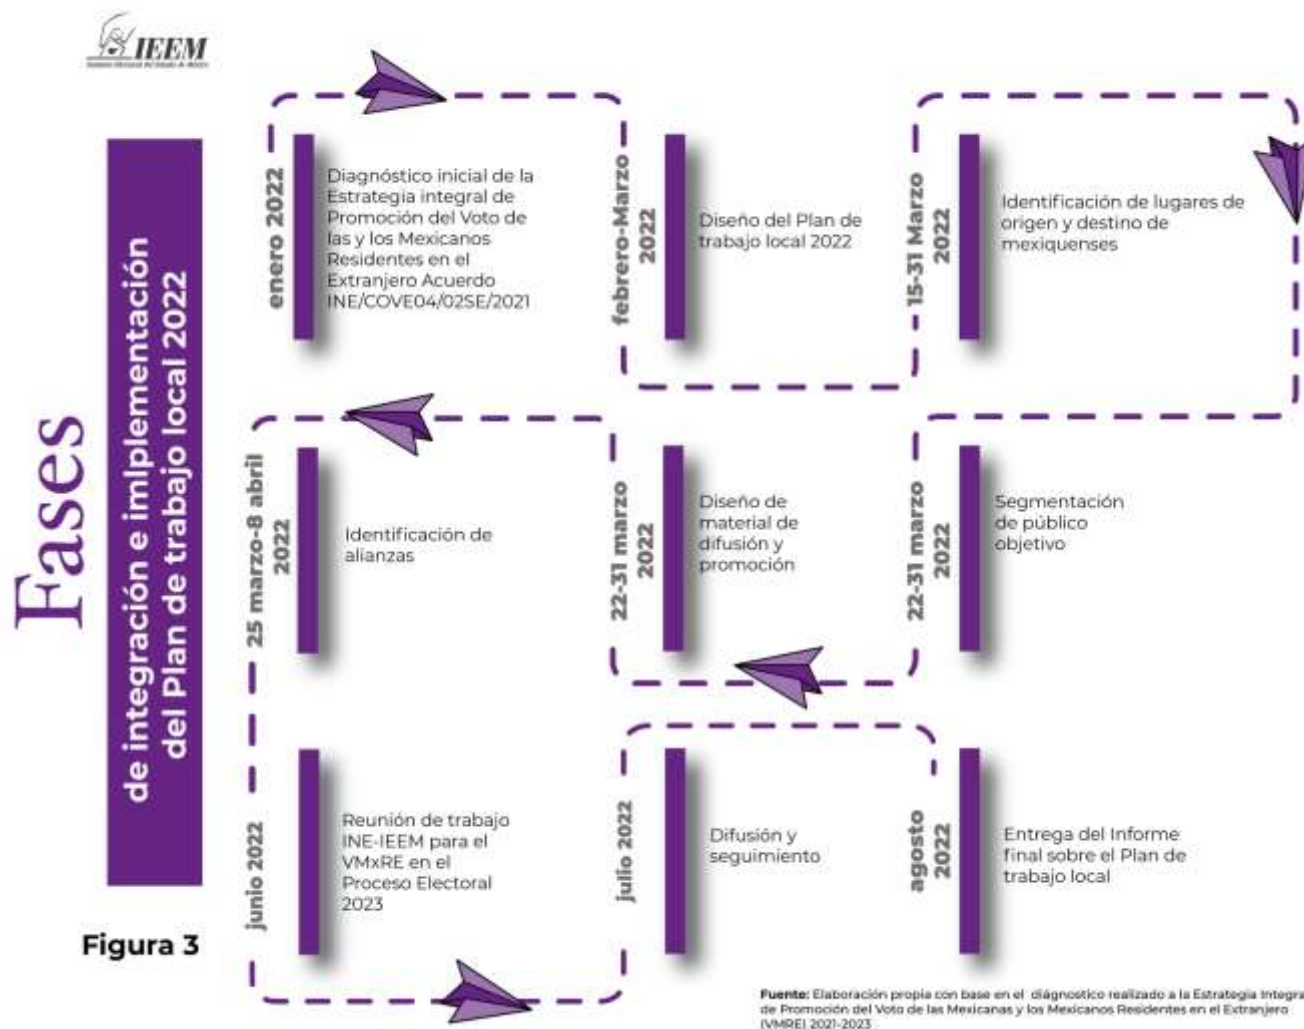 IEEM
Instituto Electoral del Estado de México
Fases
de integración e imlplementación
del Plan de trabajo local 2022
Figura 3
enero 2022
Diagnóstico inicial de la
Estrategia integral de
Promoción del Voto de
las y los Mexicanos
Residentes en el
Extranjero Acuerdo
INE/COVE04/02SE/2021
febrero-Marzo
2022
Diseño del Plan de
trabajo local 2022
15-31 Marzo
2022
Identificación de lugares de
origen y destino de
mexiquenses
22-31 marzo
2022
Segmentación
de público
objetivo
22-31 marzo
2022
Diseño de
material de
difusión y
promoción
25 marzo-8 abril
2022
Identificación de
alianzas
junio 2022
Reunión de trabajo
INE-IEEM para el
VMxRE en el
Proceso Electoral
2023
julio 2022
Difusión y
seguimiento
agosto
2022
Entrega del Informe
final sobre el Plan de
trabajo local
Fuente: Elaboración propia con base en el diágnostico realizado a la Estrategia Integra
de Promoción del Voto de las Mexicanas y los Mexicanos Residentes en el Extranjero
(VMRE) 2021-2023